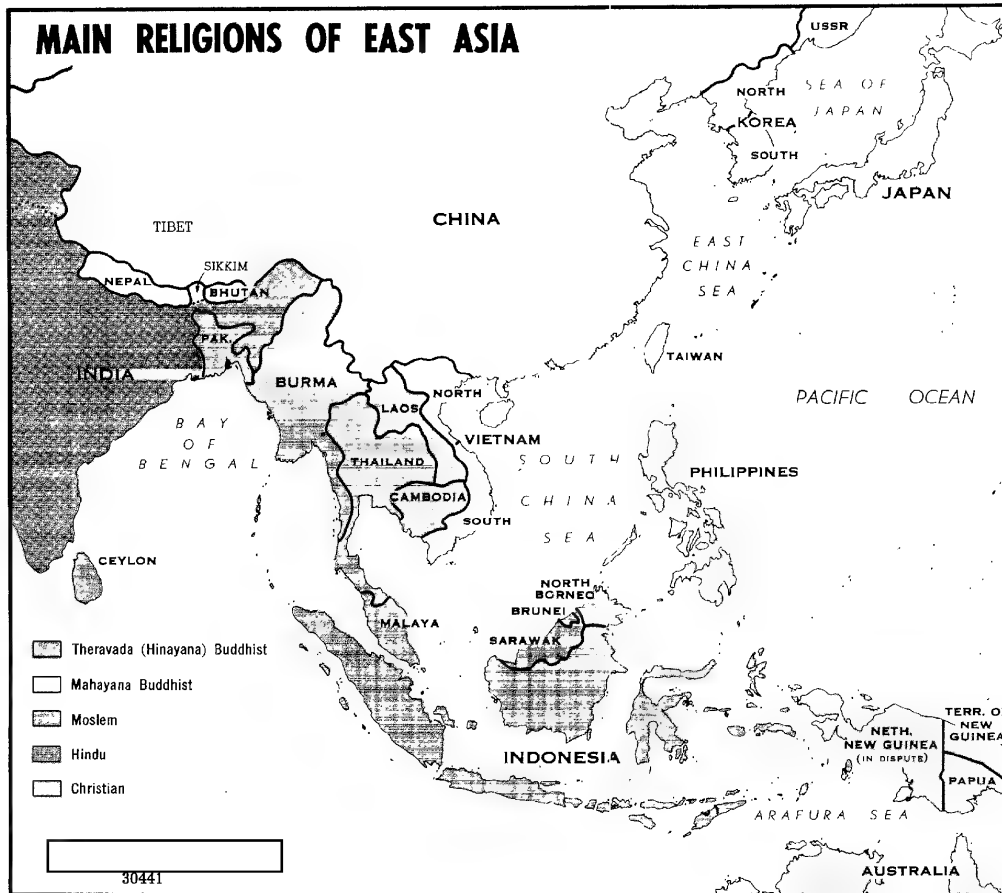 MAIN RELIGIONS OF EAST ASIA
USSR
SEA OF
JAPAN
NORTH
KOREA
SOUTH
JAPAN
CHINA
TIBET
EAST
CHINA
SEA
SIKKIM
NEPAL
BHUTAN
PAK.
INDIA
BURMA
TAIWAN
NORTH
LAOS
PACIFIC OCEAN
BAY
OF
BENGAL
VIETNAM
THAILAND
SOUTH
CHINA
SEA
PHILIPPINES
CAMBODIA
SOUTH
CEYLON
NORTH
BORNEO
BRUNEI
SARAWAK
MALAYA
Theravada (Hinayana) Buddhist
Mahayana Buddhist
Moslem
Hindu
Christian
INDONESIA
NETH.
NEW GUINEA
(IN DISPUTE)
TERR. O
NEW
GUINEA
PAPUA
ARAFURA SEA
AUSTRALIA
30441